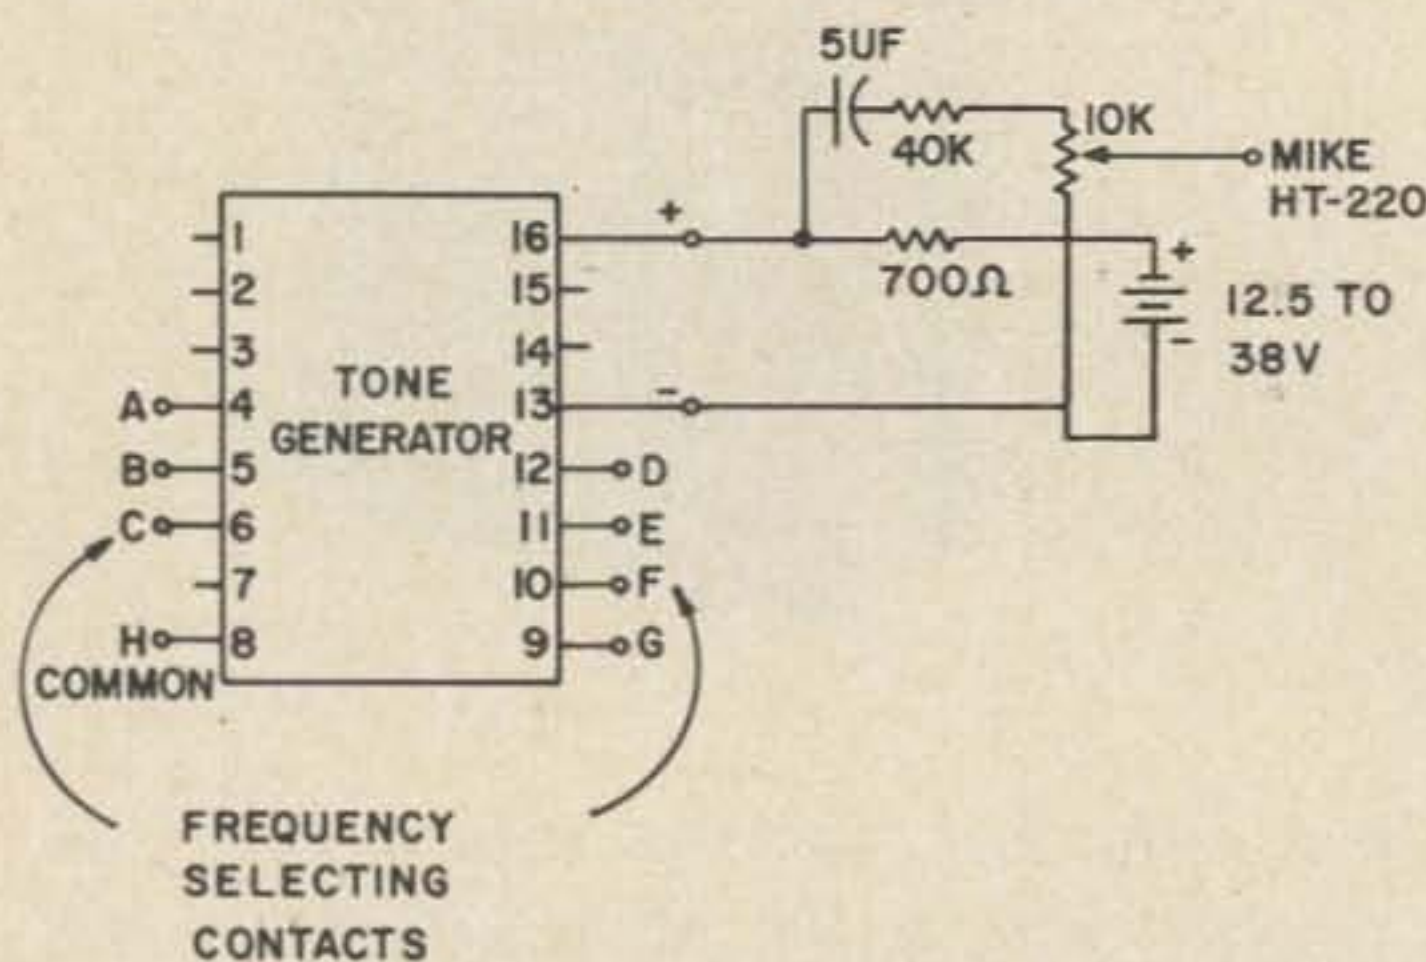 5UF
40K
10K
MIKE
HT-220
+
700Ω
+
12.5 TO
38V
-
-
TONE
GENERATOR
1
2
3
A 4
B 5
C 6
7
H 8
COMMON
16
15
14
13
12 D
11 E
10 F
9 G
FREQUENCY
SELECTING
CONTACTS